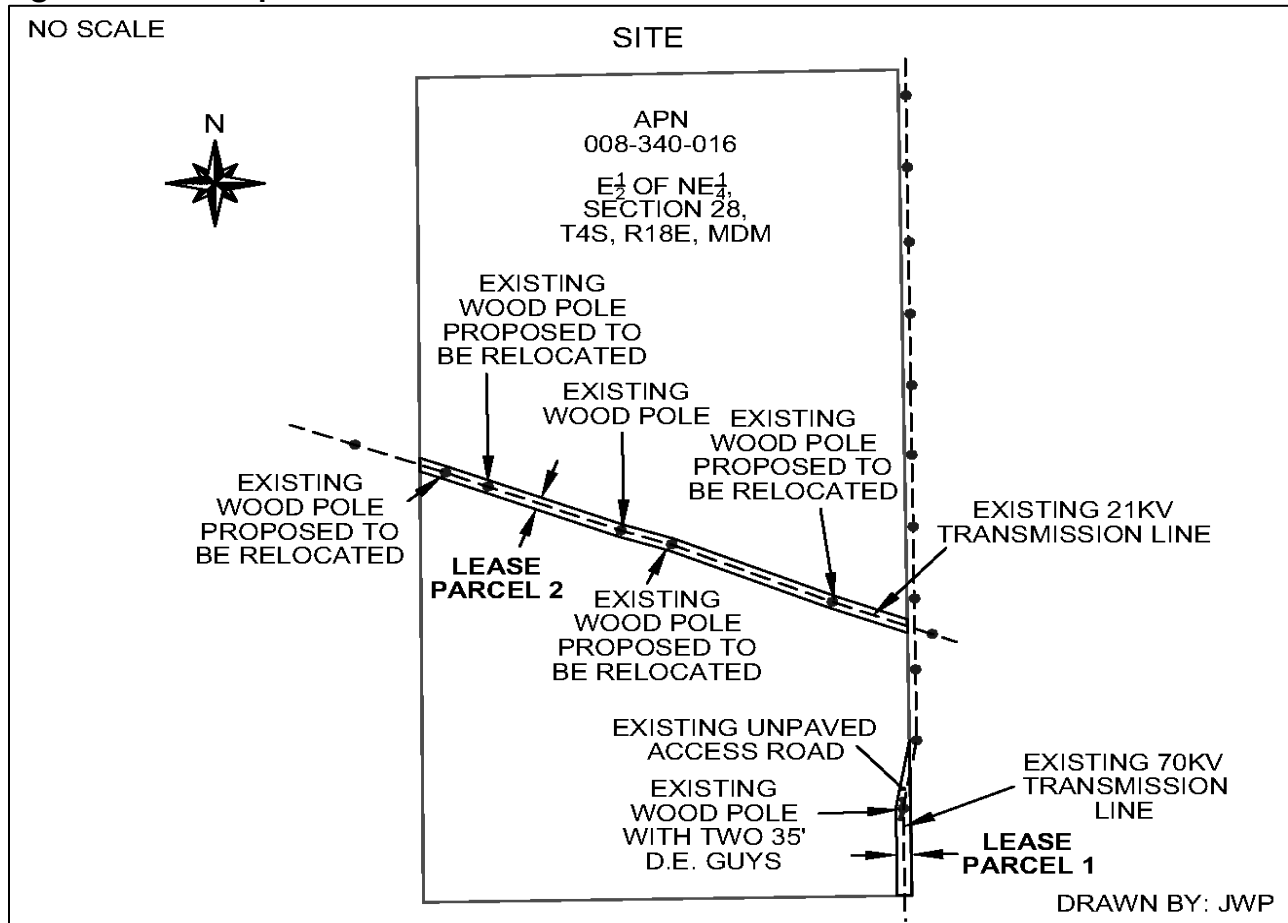 NO SCALE
SITE
N
APN
008-340-016
E½ OF NE¼,
SECTION 28,
T4S, R18E, MDM
EXISTING
WOOD POLE
PROPOSED TO
BE RELOCATED
EXISTING
WOOD POLE
EXISTING
WOOD POLE
PROPOSED TO
BE RELOCATED
EXISTING
WOOD POLE
PROPOSED TO
BE RELOCATED
EXISTING 21KV
TRANSMISSION LINE
LEASE
PARCEL 2
EXISTING
WOOD POLE
PROPOSED TO
BE RELOCATED
EXISTING UNPAVED
ACCESS ROAD
EXISTING
WOOD POLE
WITH TWO 35'
D.E. GUYS
EXISTING 70KV
TRANSMISSION
LINE
LEASE
PARCEL 1
DRAWN BY: JWP